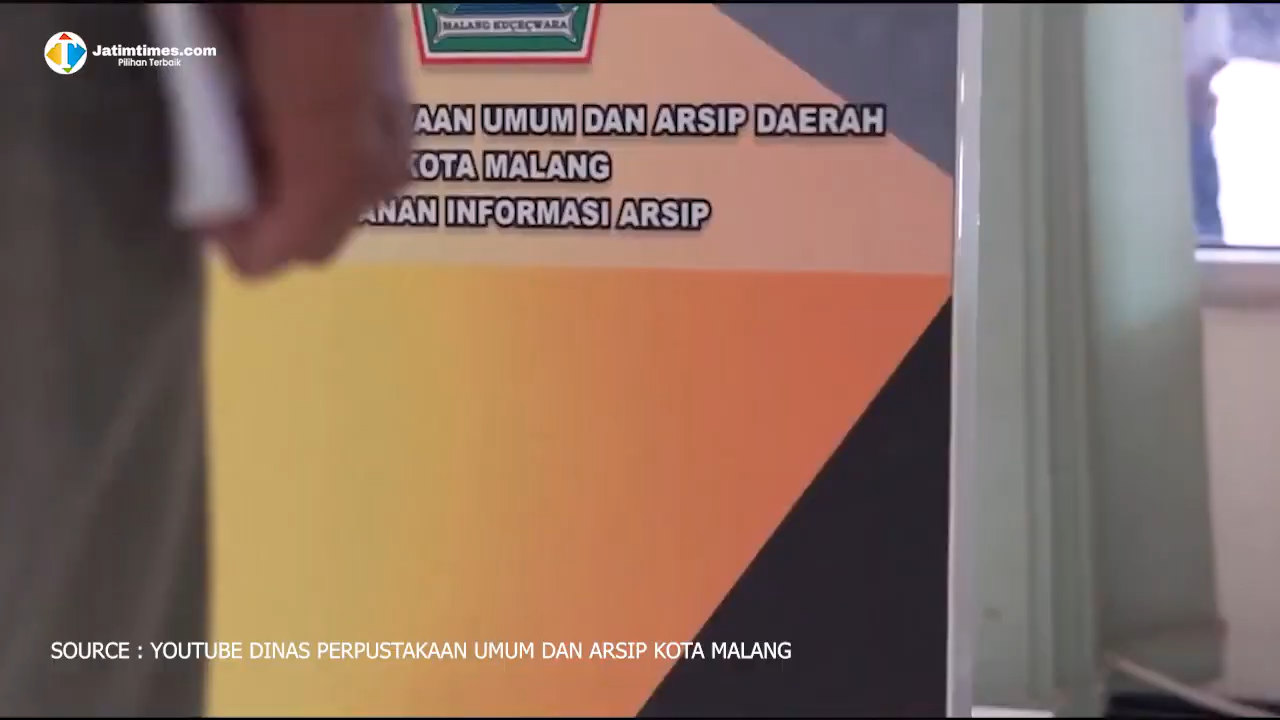 Jatimtimes.com
Pilihan Terbaik
MALANG KUÇEÇWARA
AAN UMUM DAN ARSIP DAERAH
KOTA MALANG
ANAN INFORMASI ARSIP
SOURCE : YOUTUBE DINAS PERPUSTAKAAN UMUM DAN ARSIP KOTA MALANG